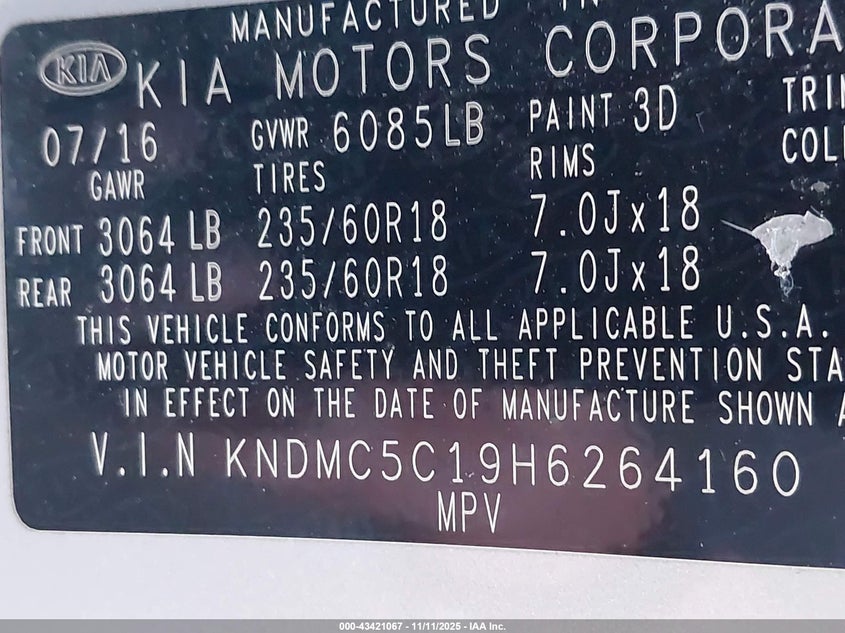 MANUFACTURED IN
KIA KIA MOTORS CORPORA
07/16 GVWR 6085LB PAINT 3D TRI
GAWR TIRES RIMS COL
FRONT 3064 LB 235/60R18 7.0Jx18
REAR 3064 LB 235/60R18 7.0Jx18
THIS VEHICLE CONFORMS TO ALL APPLICABLE U.S.A.
MOTOR VEHICLE SAFETY AND THEFT PREVENTION STA
IN EFFECT ON THE DATE OF MANUFACTURE SHOWN A
V.I.N KNDMC5C19H6264160
MPV
000-43421067 - 11/11/2025 - IAA Inc.